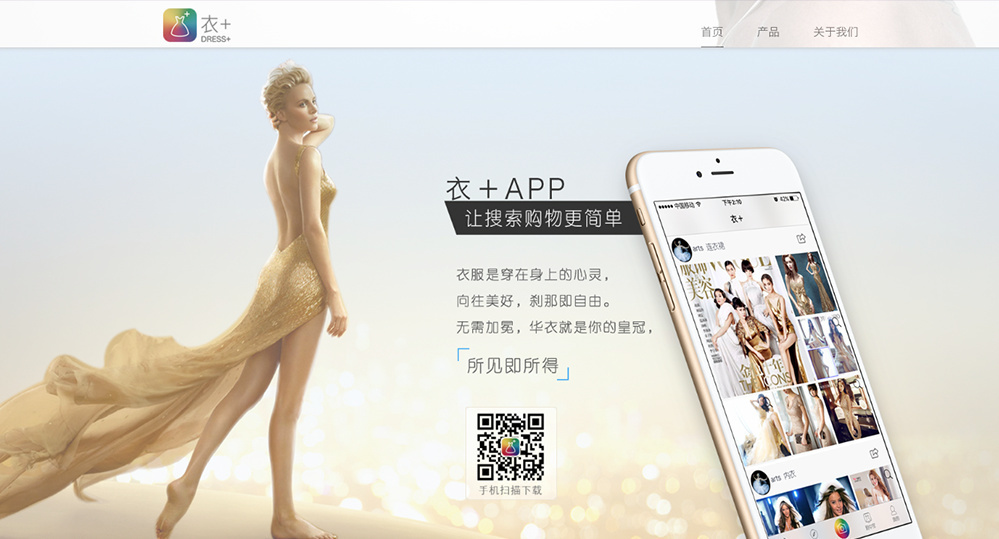 衣+
DRESS+
首页
产品
关于我们
衣+APP
让搜索购物更简单
衣服是穿在身上的心灵，
向往美好，刹那即自由。
无需加冕，华衣就是你的皇冠，
所见即所得
手机扫描下载
中国移动
下午2:10
42%
衣+
arts 连衣裙
美容
THE ICONS
arts 内衣